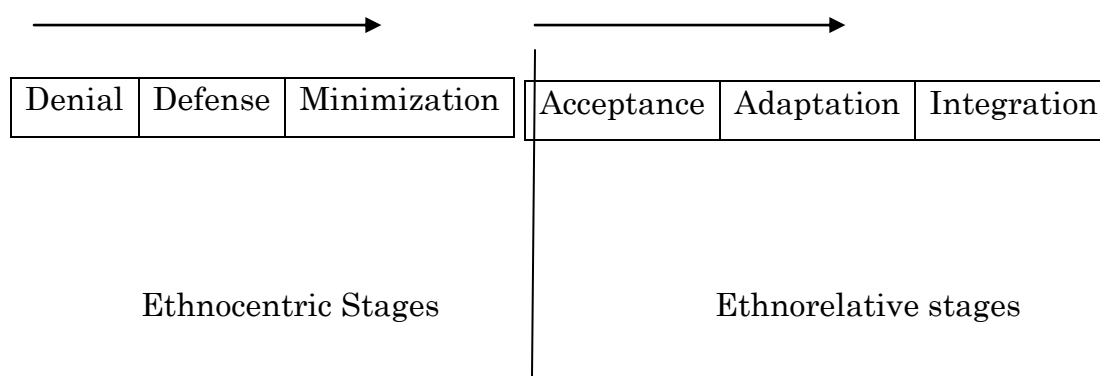 Denial Defense Minimization Acceptance Adaptation Integration
Ethnocentric Stages Ethnorelative stages